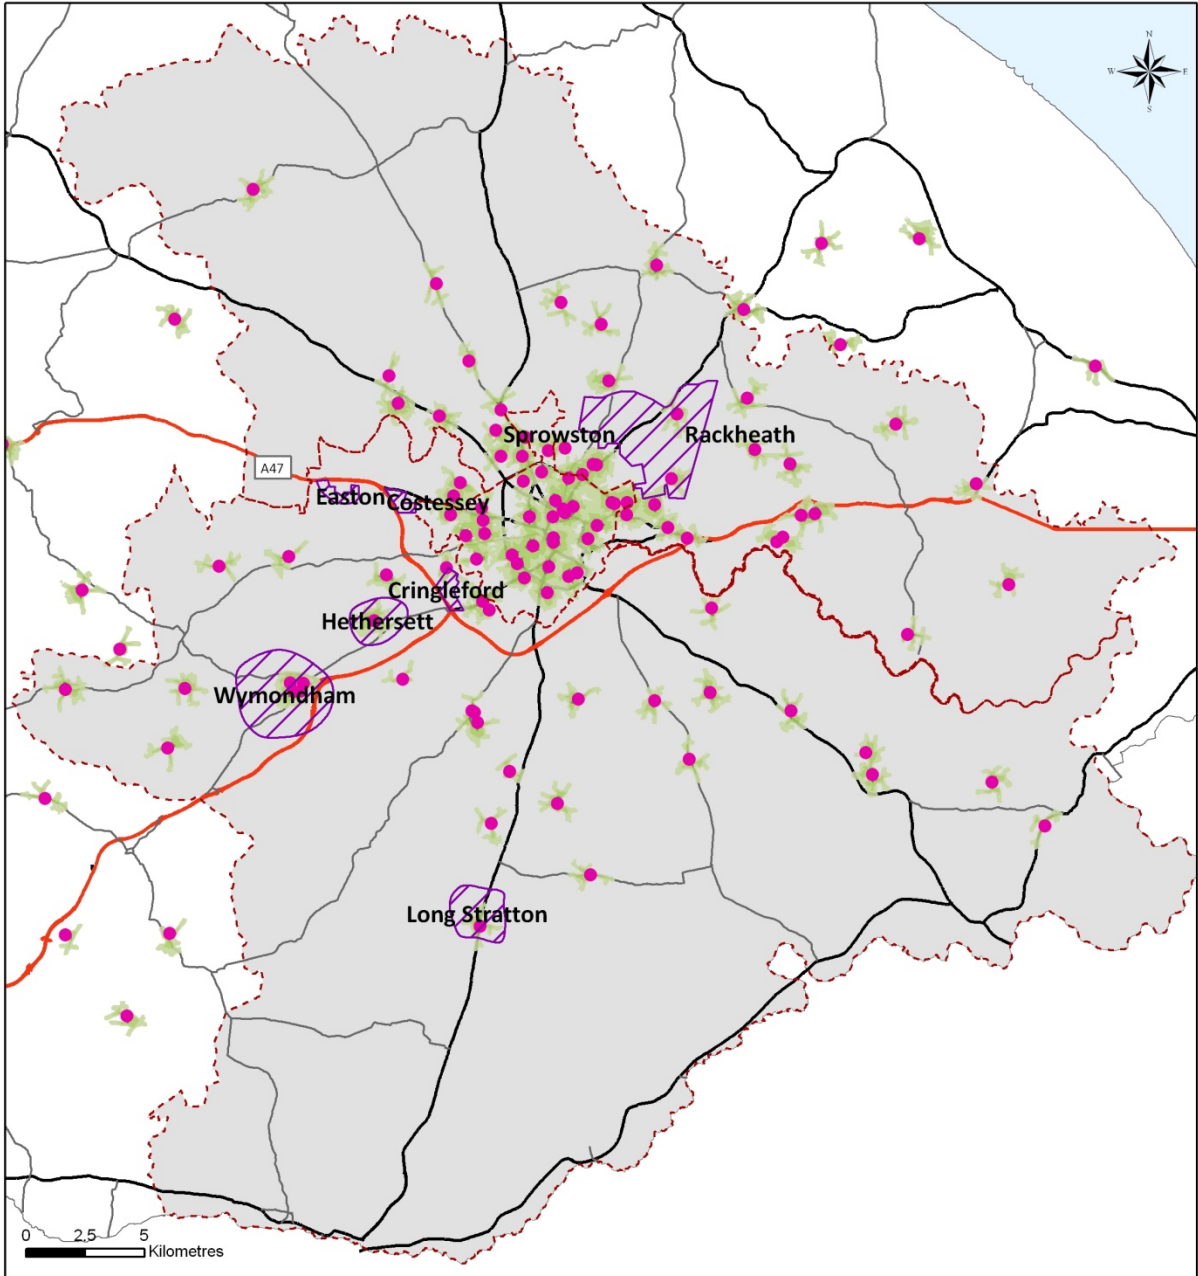 N
W E
S
Sprowston
Rackheath
A47
Easton
Costessey
Cringleford
Hethersett
Wymondham
Long Stratton
0 2,5 5
Kilometres